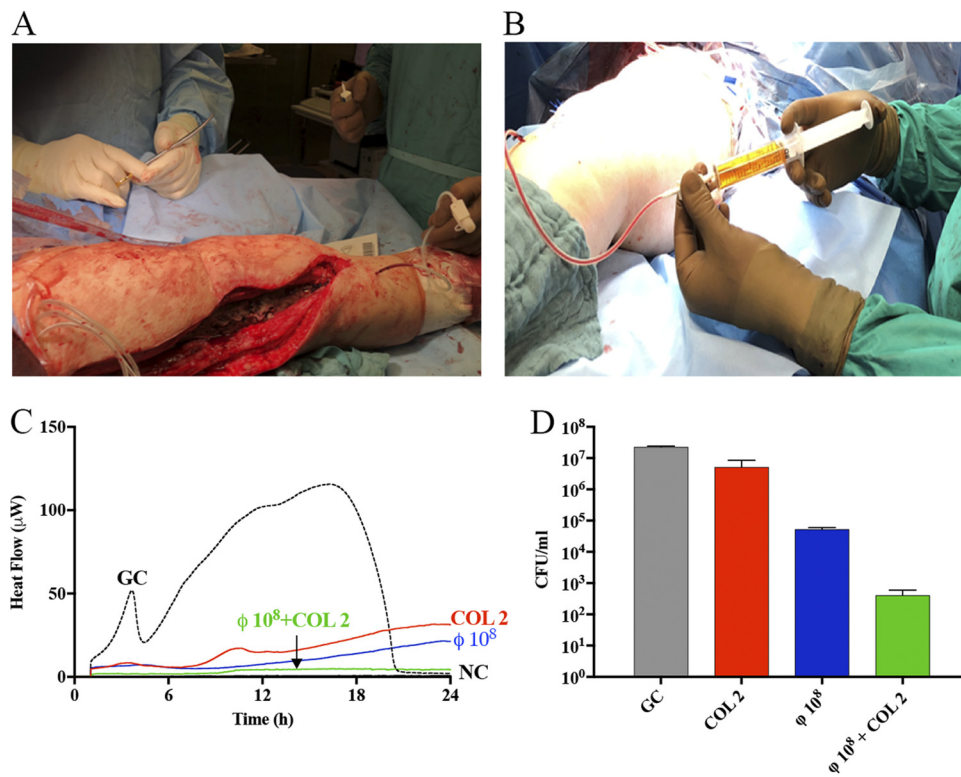 A
B
C
150
100
50
0
Heat Flow (μW)
GC
φ 10⁸+COL 2
COL 2
φ 10⁸
NC
0
6
12
18
24
Time (h)
D
10⁸
10⁷
10⁶
10⁵
10⁴
10³
10²
10¹
10⁰
CFU/ml
GC
COL 2
φ 10⁸
φ 10⁸ + COL 2